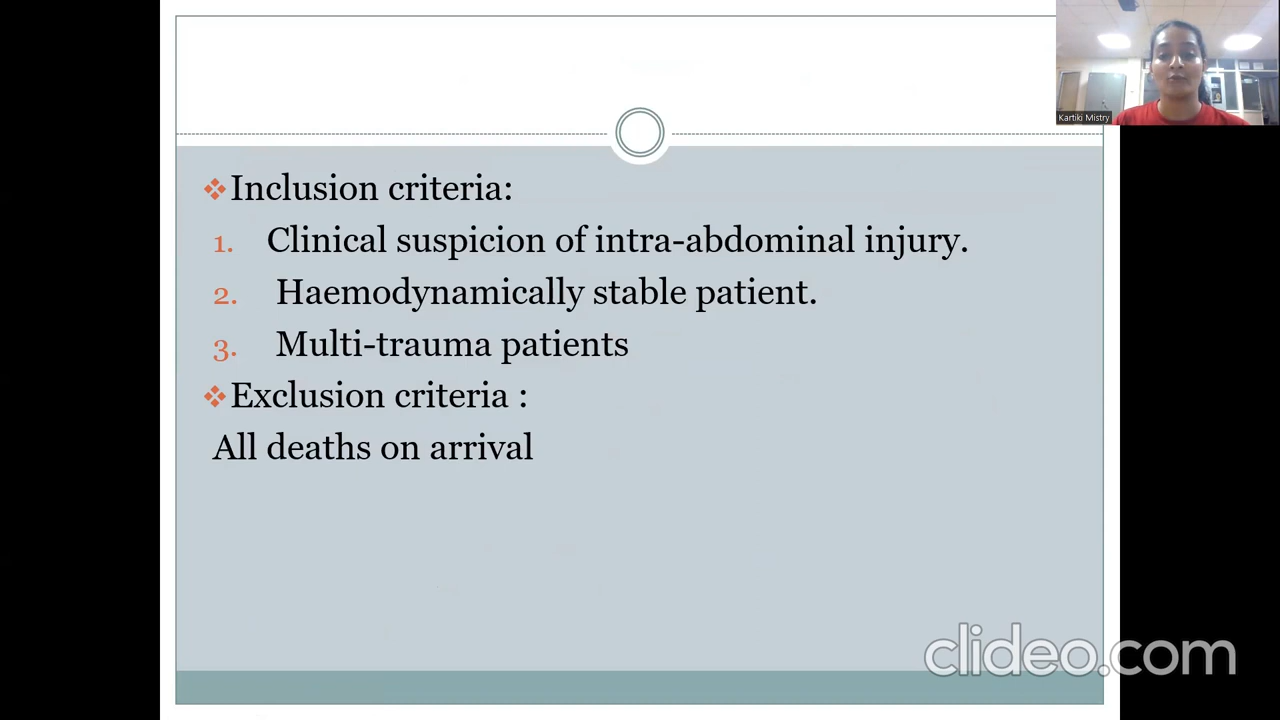 Kartiki Mistry
❖Inclusion criteria:
1. Clinical suspicion of intra-abdominal injury.
2. Haemodynamically stable patient.
3. Multi-trauma patients
❖Exclusion criteria :
All deaths on arrival
clideo.com